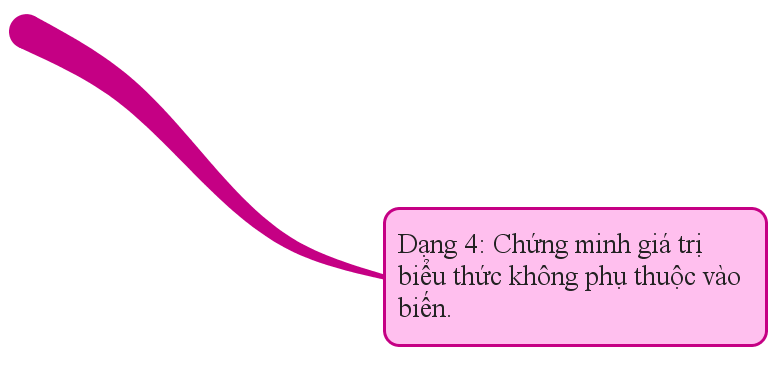 Dạng 4: Chứng minh giá trị
biểu thức không phụ thuộc vào
biến.